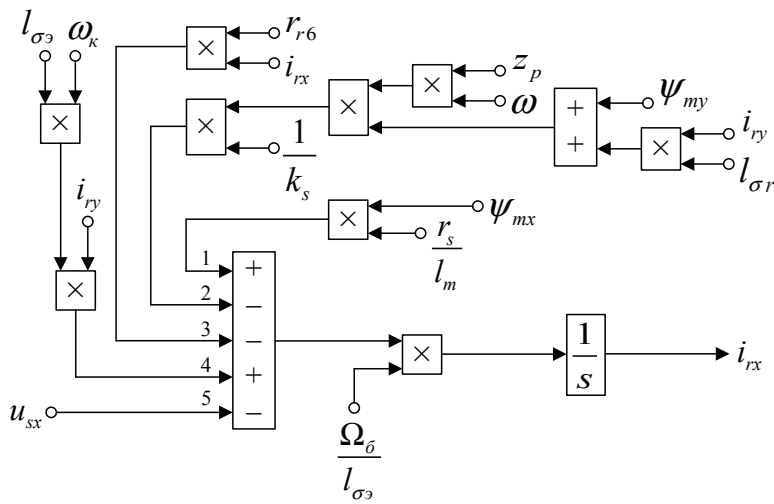 l_σэ ω_к
r_r6
×
i_rx
×
z_p
×
ω
×
×
1/k_s
+
+
ψ_my
i_ry
×
l_σr
i_ry
×
ψ_mx
×
r_s/l_m
1 +
2 −
3 −
4 +
5 −
u_sx
×
Ω_б/l_σэ
1/s
i_rx